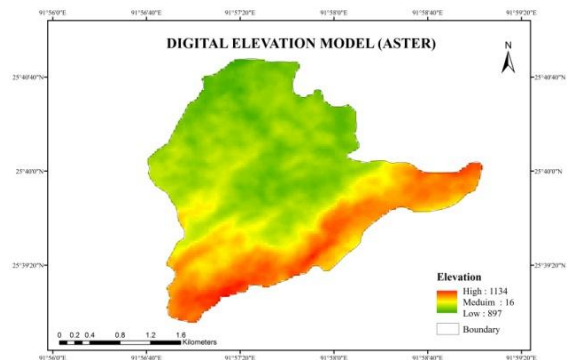 91°56'0"E 91°56'40"E 91°57'20"E 91°58'0"E 91°58'40"E 91°59'20"E
DIGITAL ELEVATION MODEL (ASTER)
N
25°40'40"N 25°40'40"N
25°40'0"N 25°40'0"N
25°39'20"N 25°39'20"N
Elevation
High : 1134
Meduim : 16
Low : 897
Boundary
0 0.2 0.4 0.8 1.2 1.6
Kilometers
91°56'0"E 91°56'40"E 91°57'20"E 91°58'0"E 91°58'40"E 91°59'20"E